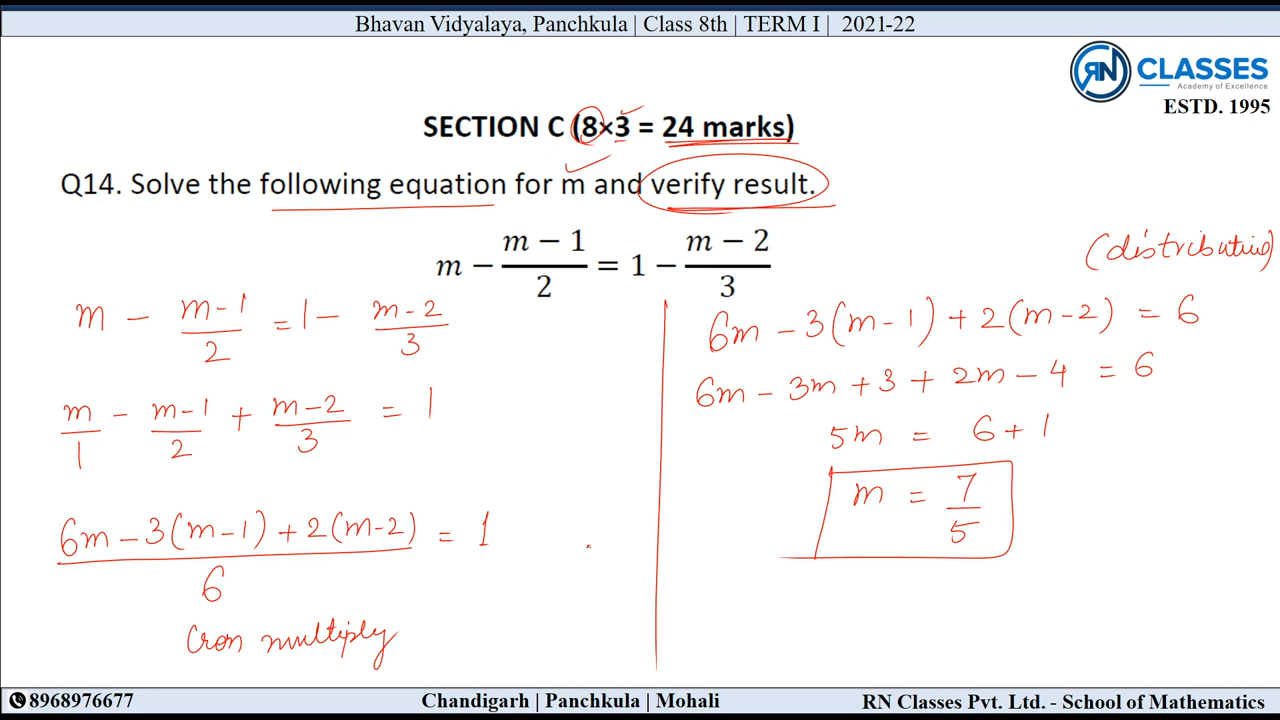 Bhavan Vidyalaya, Panchkula | Class 8th | TERM I | 2021-22
RN CLASSES
Academy of Excellence
ESTD. 1995
SECTION C (8×3 = 24 marks)
Q14. Solve the following equation for m and verify result.
m − (m − 1)/2 = 1 − (m − 2)/3
m − (m-1)/2 = 1 − (m-2)/3
m/1 − (m-1)/2 + (m-2)/3 = 1
(6m − 3(m-1) + 2(m-2))/6 = 1
Cross multiply
(distributive)
6m − 3(m-1) + 2(m-2) = 6
6m − 3m + 3 + 2m − 4 = 6
5m = 6 + 1
m = 7/5
8968976677
Chandigarh | Panchkula | Mohali
RN Classes Pvt. Ltd. - School of Mathematics